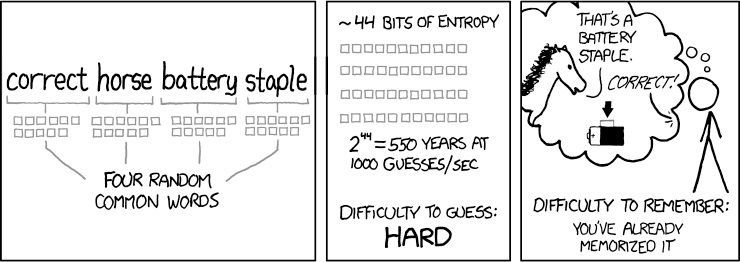 correct horse battery staple
FOUR RANDOM
COMMON WORDS
~44 BITS OF ENTROPY
2⁴⁴ = 550 YEARS AT
1000 GUESSES/SEC
DIFFICULTY TO GUESS:
HARD
THAT'S A
BATTERY
STAPLE.
CORRECT!
DIFFICULTY TO REMEMBER:
YOU'VE ALREADY
MEMORIZED IT